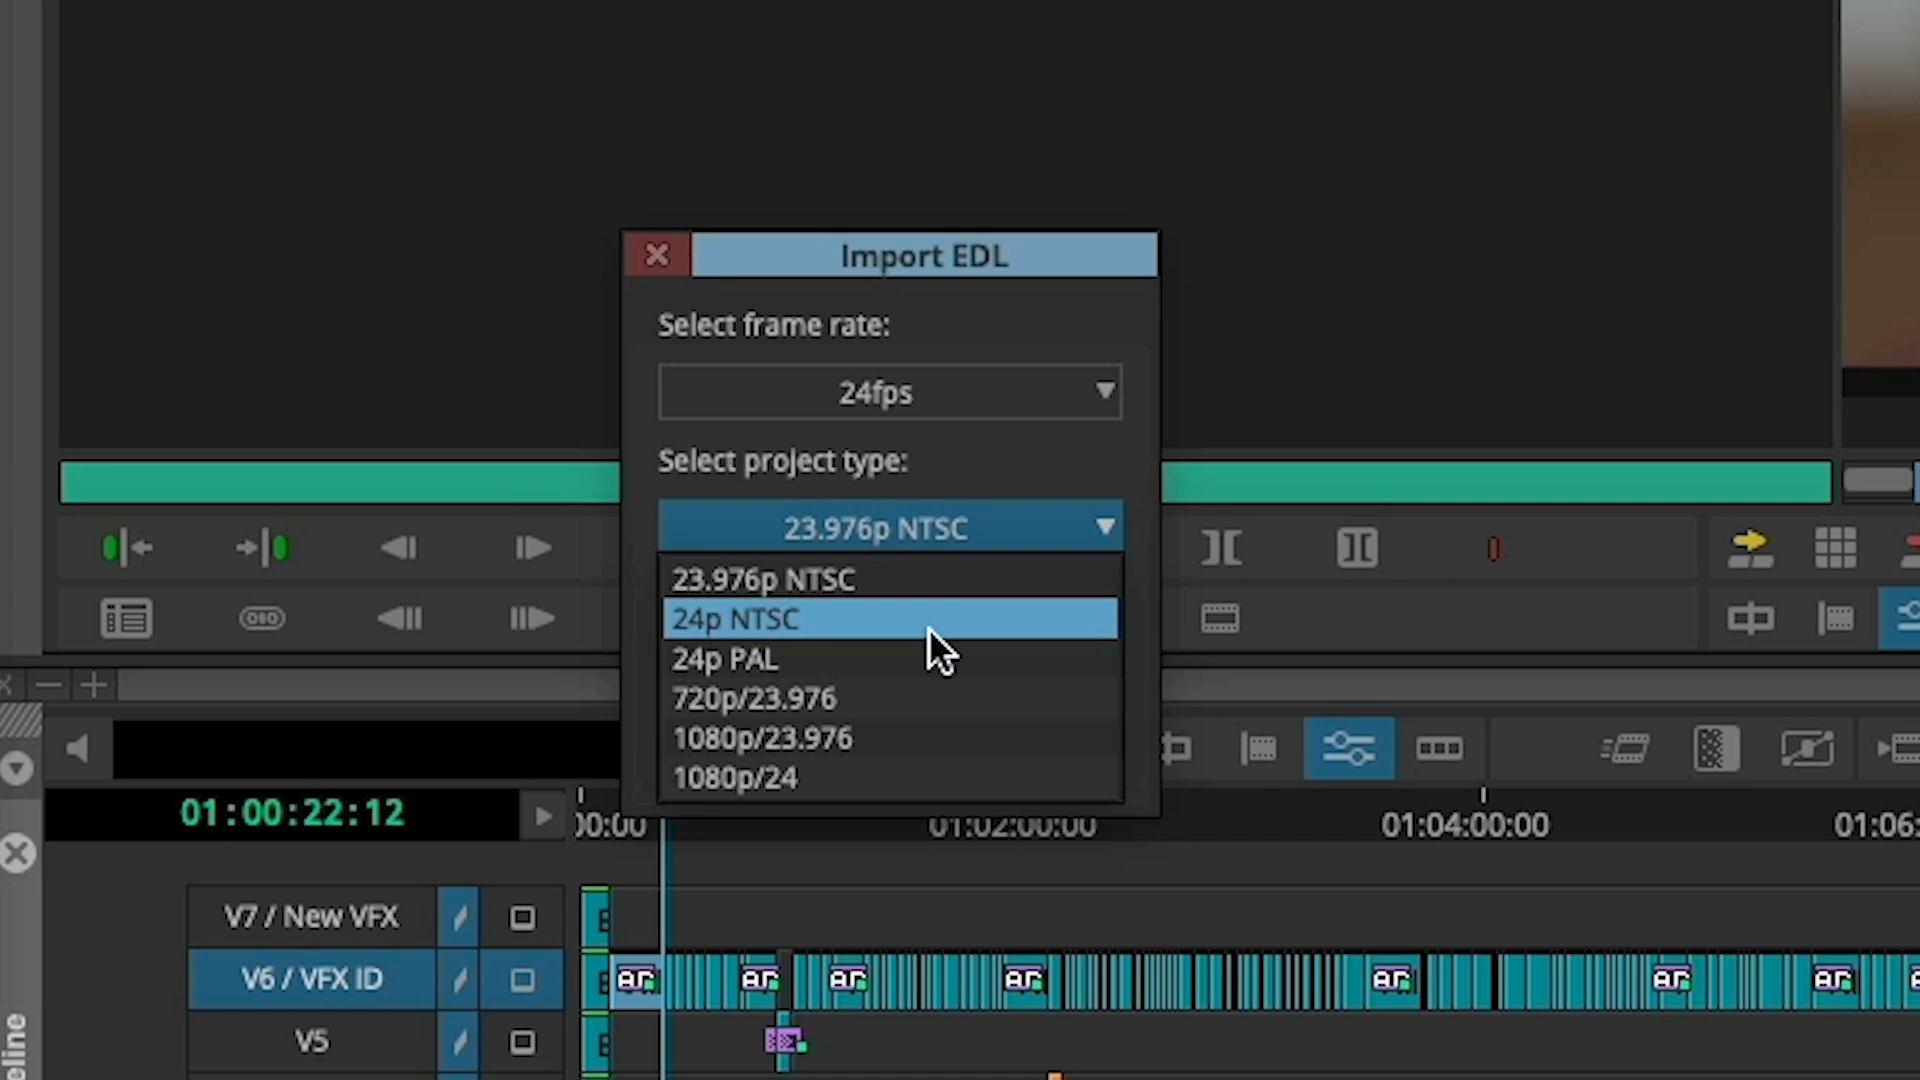 Import EDL
Select frame rate:
24fps
Select project type:
23.976p NTSC
23.976p NTSC
24p NTSC
24p PAL
720p/23.976
1080p/23.976
1080p/24
01:00:22:12
00:00
01:02:00:00
01:04:00:00
01:06:
V7 / New VFX
V6 / VFX ID
V5
eline